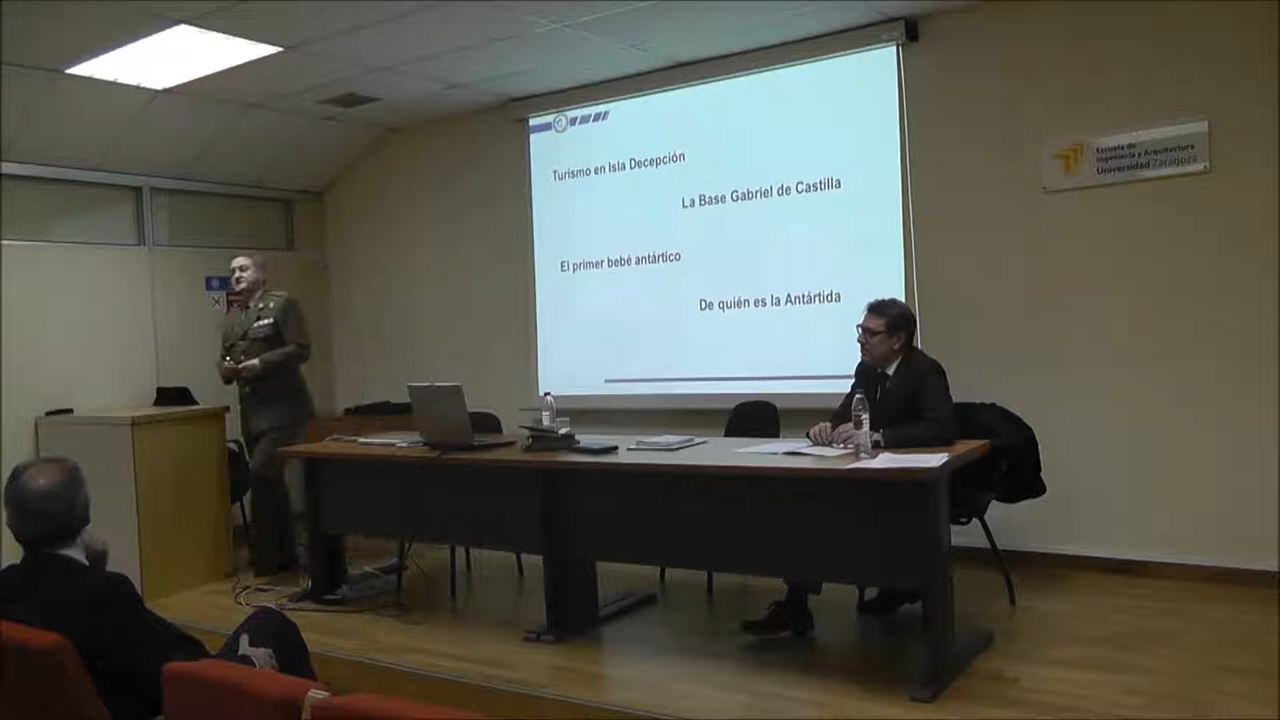 Turismo en Isla Decepción
La Base Gabriel de Castilla
El primer bebé antártico
De quién es la Antártida
Escuela de
Ingeniería y Arquitectura
Universidad Zaragoza